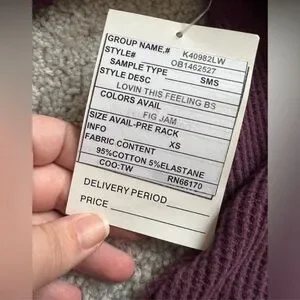 GROUP NAME,# K40982LW
STYLE# OB1462527
SAMPLE TYPE SMS
STYLE DESC
LOVIN THIS FEELING BS
COLORS AVAIL
FIG JAM
SIZE AVAIL-PRE RACK
INFO XS
FABRIC CONTENT
95%COTTON 5%ELASTANE
COO:TW RN66170
DELIVERY PERIOD
PRICE